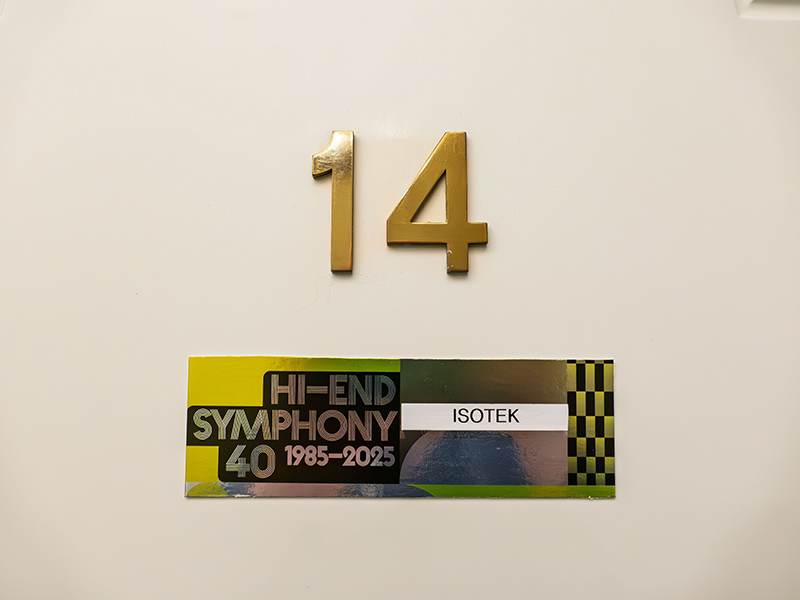 14
HI-END
SYMPHONY
40 1985-2025
ISOTEK